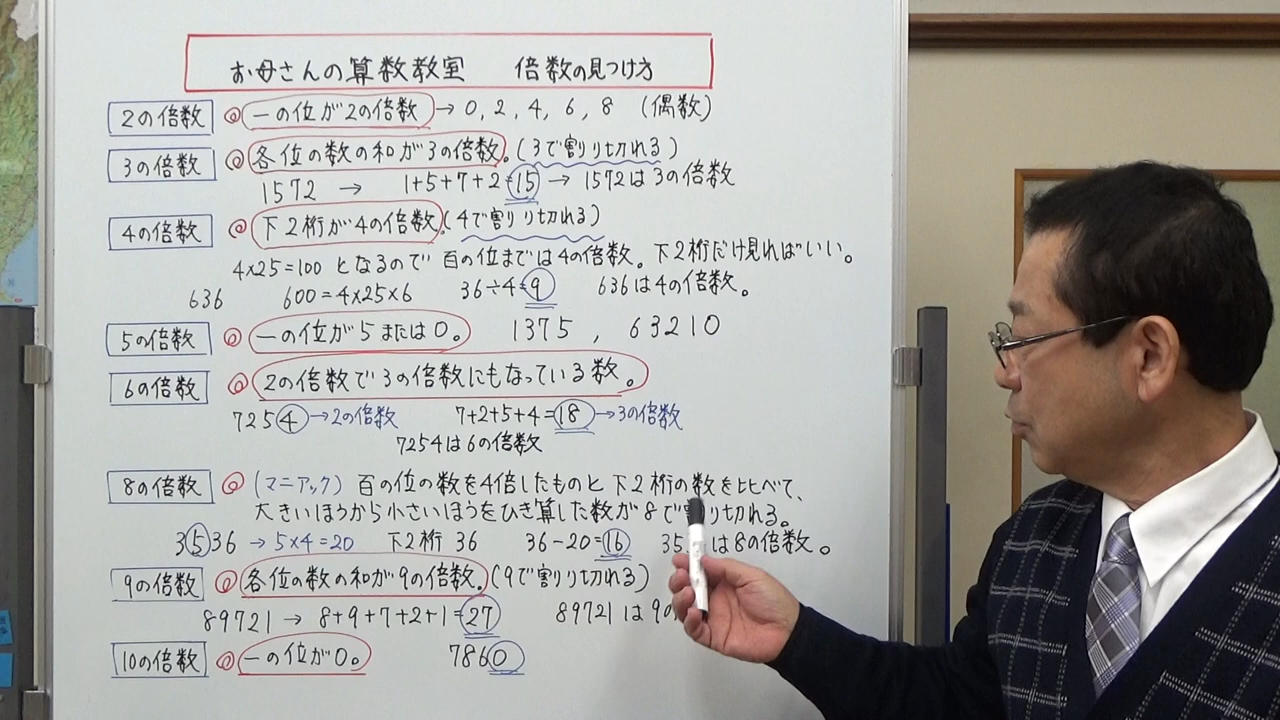 お母さんの算数教室 倍数の見つけ方
2の倍数 ◎ 一の位が2の倍数 → 0, 2, 4, 6, 8 (偶数)
3の倍数 ◎ 各位の数の和が3の倍数。(3で割り切れる)
1572 → 1+5+7+2=15 → 1572は3の倍数
4の倍数 ◎ 下2桁が4の倍数。(4で割り切れる)
4×25=100 となるので 百の位までは4の倍数。下2桁だけ見ればいい。
636 600=4×25×6 36÷4=9 636は4の倍数。
5の倍数 ◎ 一の位が5または0。 1375 , 63210
6の倍数 ◎ 2の倍数で3の倍数にもなっている数。
7254→2の倍数 7+2+5+4=18→3の倍数
7254は6の倍数
8の倍数 ◎ (マニアック) 百の位の数を4倍したものと下2桁の数を比べて、
大きいほうから小さいほうをひき算した数が8で割り切れる。
3536 → 5×4=20 下2桁 36 36-20=16 35 は8の倍数。
9の倍数 ◎ 各位の数の和が9の倍数。(9で割り切れる)
89721 → 8+9+7+2+1=27 89721は9の
10の倍数 ◎ 一の位が0。 7860